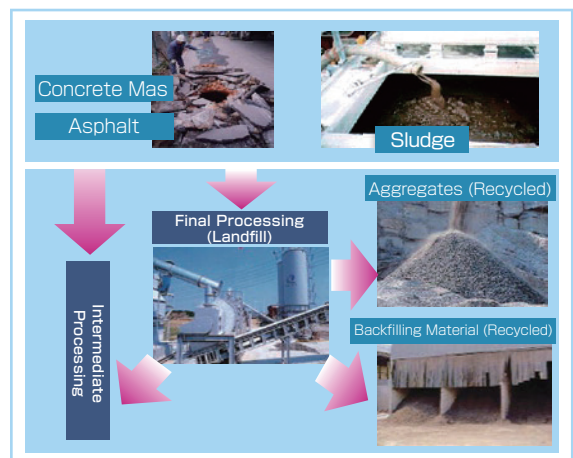 Concrete Mas
Asphalt
Sludge
Final Processing
(Landfill)
Aggregates (Recycled)
Intermediate
Processing
Backfilling Material (Recycled)